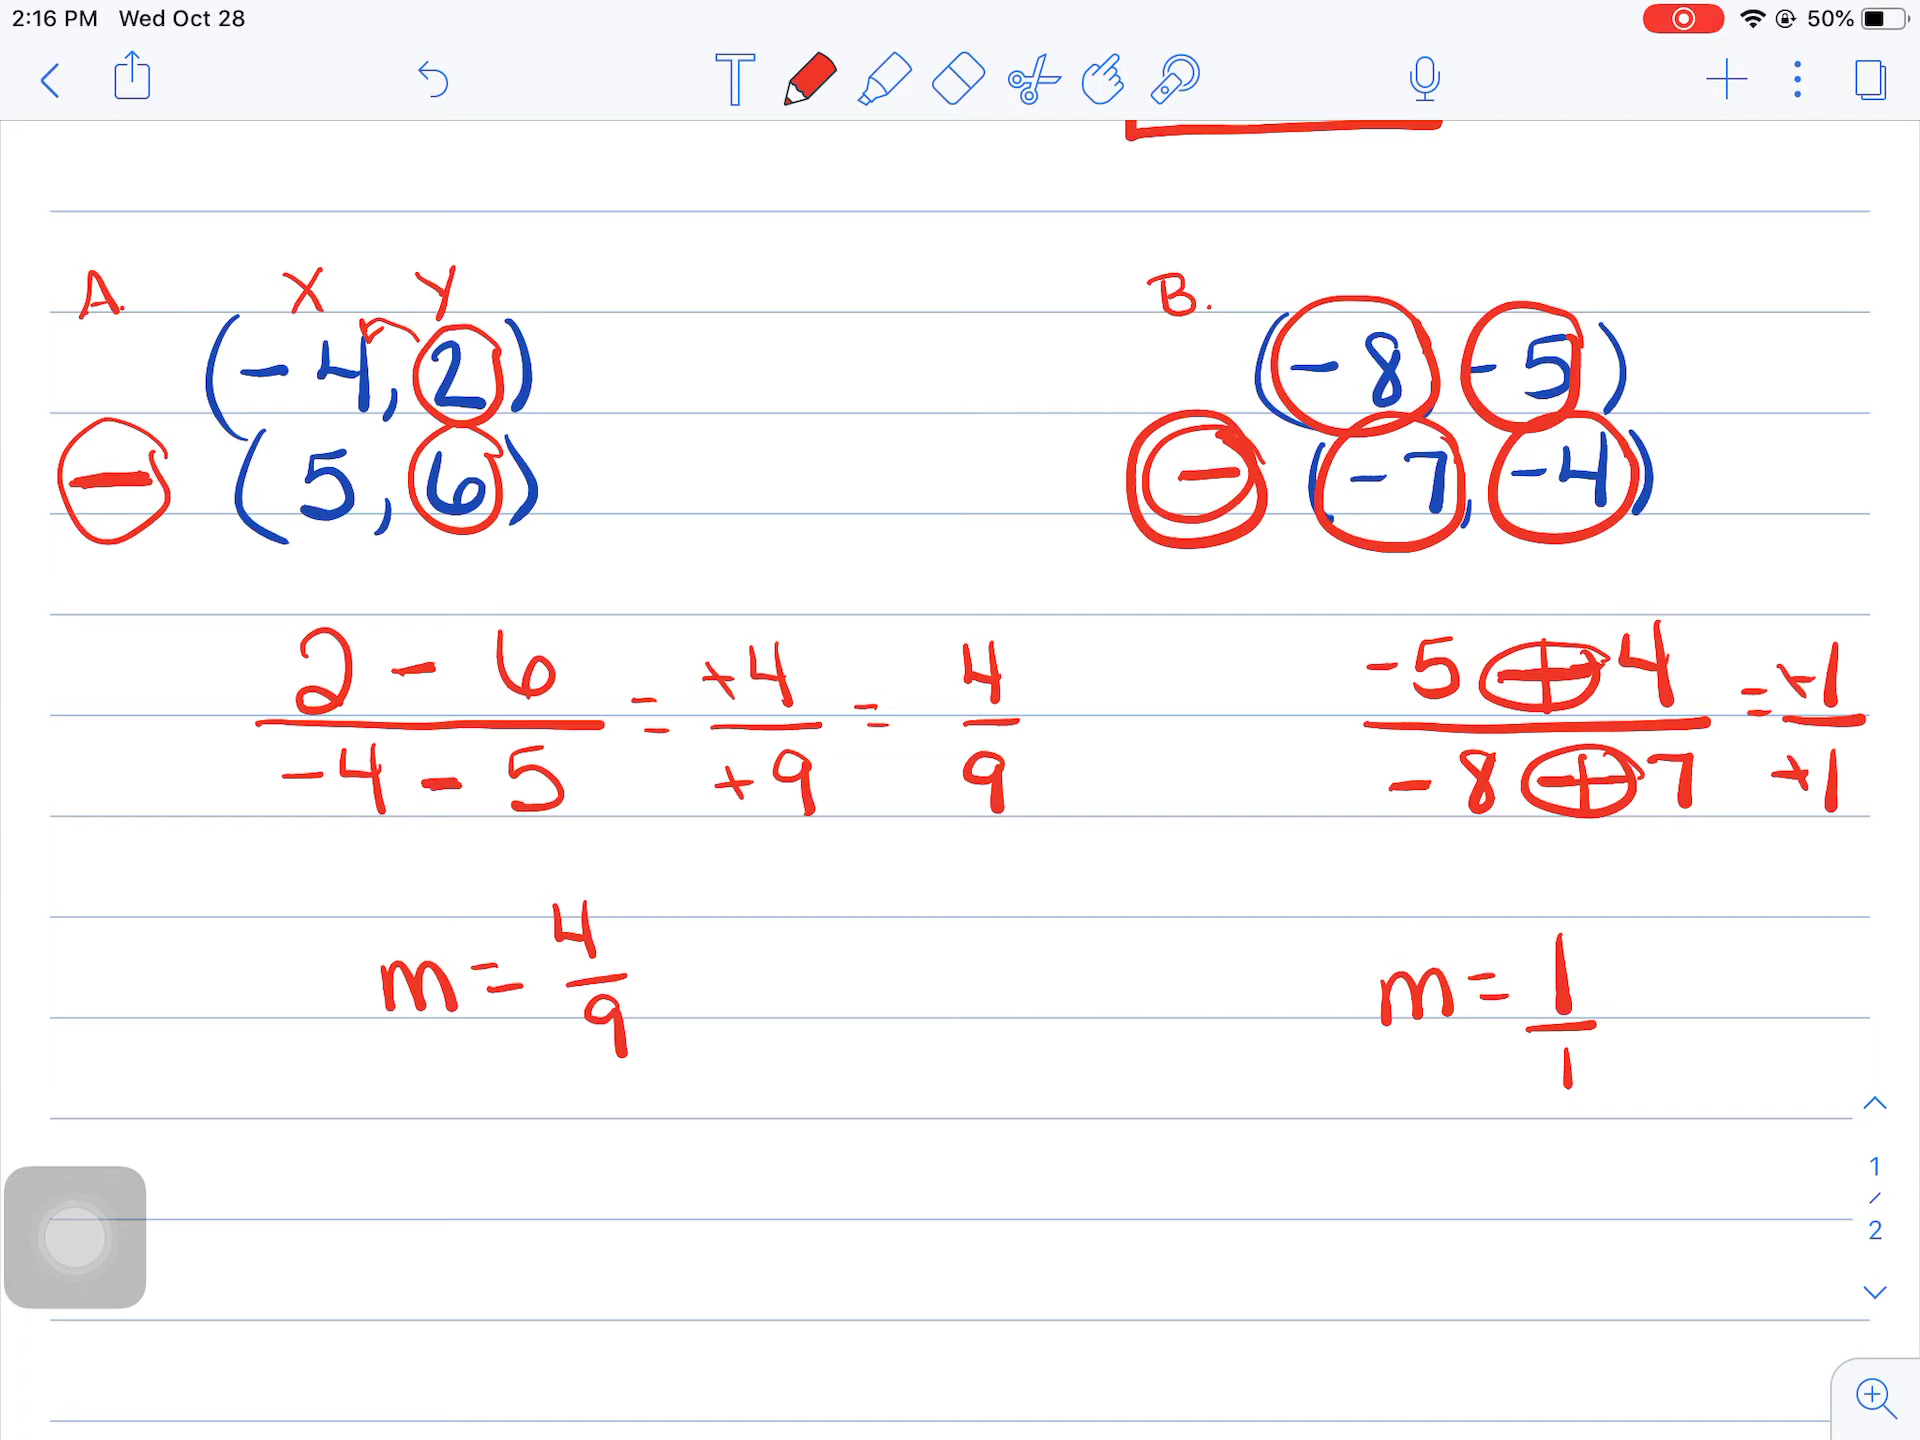 2:16 PM Wed Oct 28 50%
T
A. X Y
(-4, 2)
- (5, 6)
2 - 6 / -4 - 5 = +4 / +9 = 4 / 9
m = 4 / 9
B.
(-8, -5)
- (-7, -4)
-5 + 4 / -8 + 7 = +1 / +1
m = 1 / 1
1 / 2